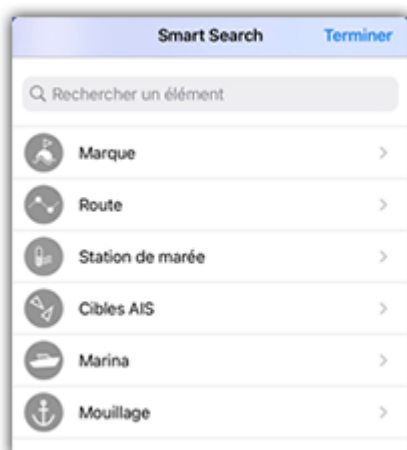 Smart Search
Terminer
Rechercher un élément
Marque
Route
Station de marée
Cibles AIS
Marina
Mouillage